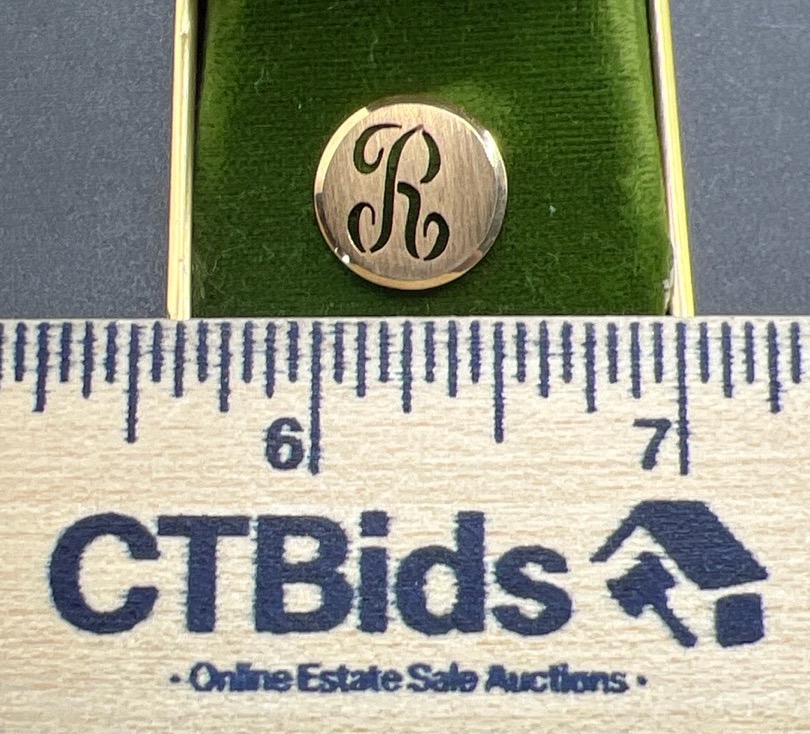 R
6 7
CTBids
· Online Estate Sale Auctions ·